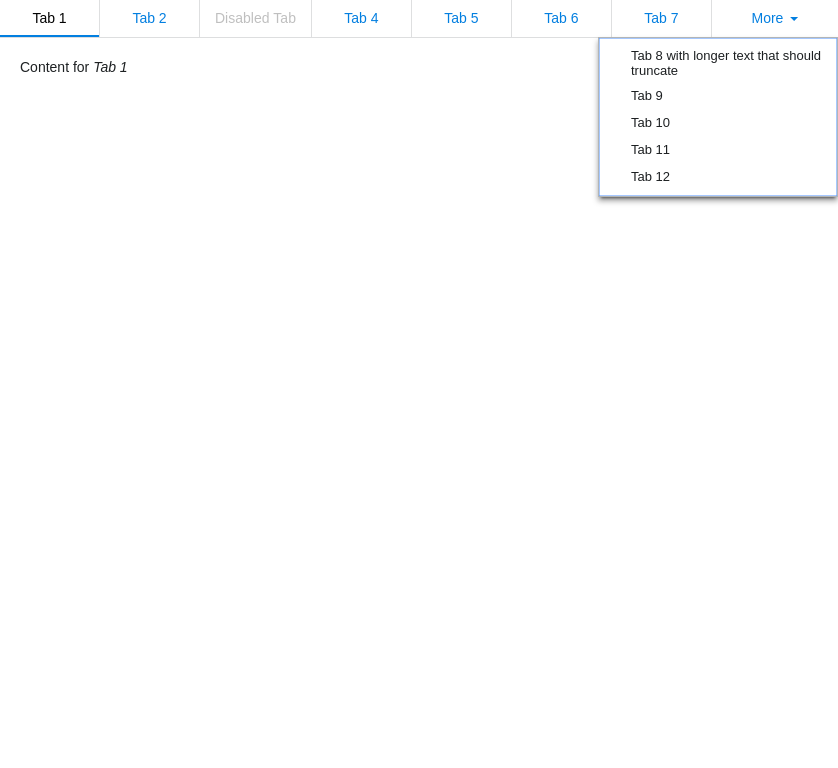 Tab 1 Tab 2 Disabled Tab Tab 4 Tab 5 Tab 6 Tab 7 More
Content for Tab 1
Tab 8 with longer text that should
truncate
Tab 9
Tab 10
Tab 11
Tab 12